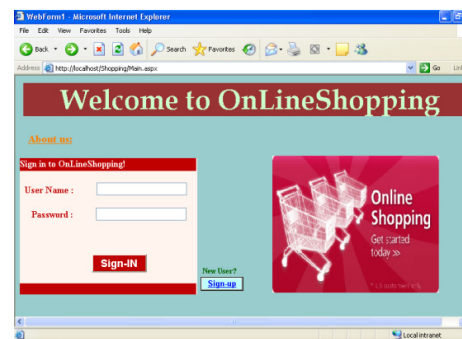 WebForm1 - Microsoft Internet Explorer
File Edit View Favorites Tools Help
Back Search Favorites
Address http://localhost/Shopping/Main.aspx Go Lin
Welcome to OnLineShopping
About us:
Sign in to OnLineShopping!
User Name :
Password :
Sign-IN
New User?
Sign-up
Online
Shopping
Get started
today >>
Local intranet